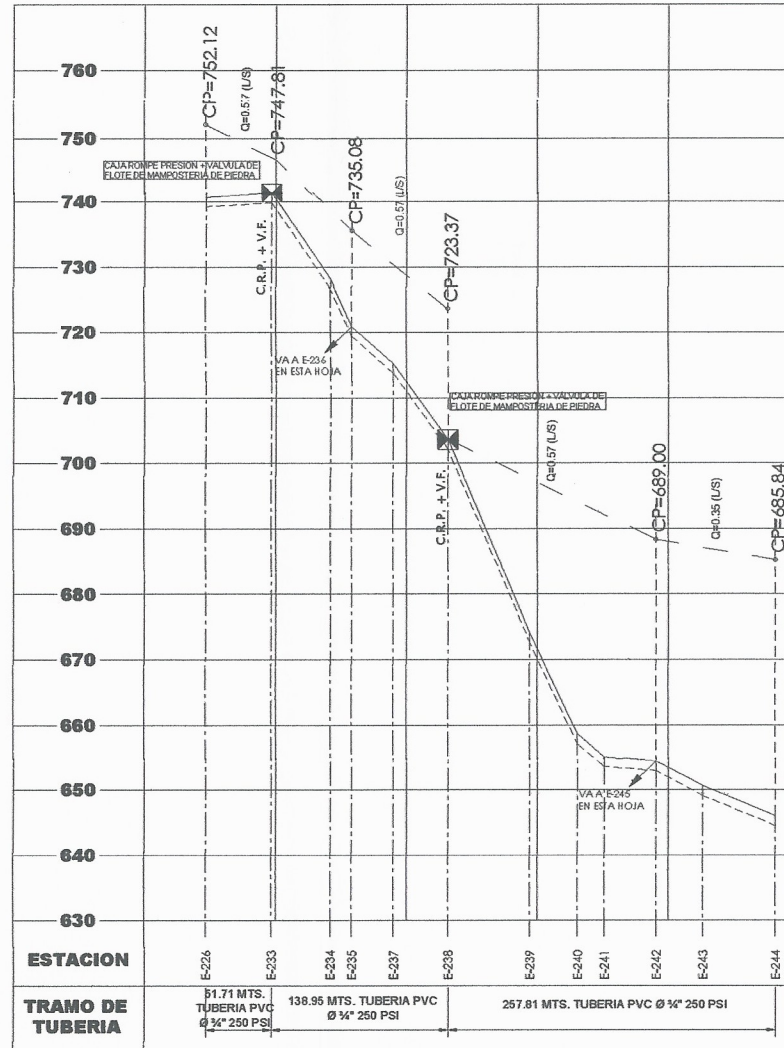 760
750
740
730
720
710
700
690
680
670
660
650
640
630
CP=752.12
Q=0.57 (L/S)
CP=747.81
CAJA ROMPE PRESION + VALVULA DE
FLOTE DE MAMPOSTERIA DE PIEDRA
C.R.P. + V.F.
CP=735.08
Q=0.57 (L/S)
CP=723.37
VA A E-236
EN ESTA HOJA
CAJA ROMPE PRESION + VALVULA DE
FLOTE DE MAMPOSTERIA DE PIEDRA
C.R.P. + V.F.
Q=0.57 (L/S)
CP=689.00
Q=0.35 (L/S)
CP=685.84
VA A E-245
EN ESTA HOJA
ESTACION
E-226
E-233
E-234
E-235
E-237
E-238
E-239
E-240
E-241
E-242
E-243
E-244
TRAMO DE
TUBERIA
51.71 MTS.
TUBERIA PVC
Ø ¾" 250 PSI
138.95 MTS. TUBERIA PVC
Ø ¾" 250 PSI
257.81 MTS. TUBERIA PVC Ø ¾" 250 PSI